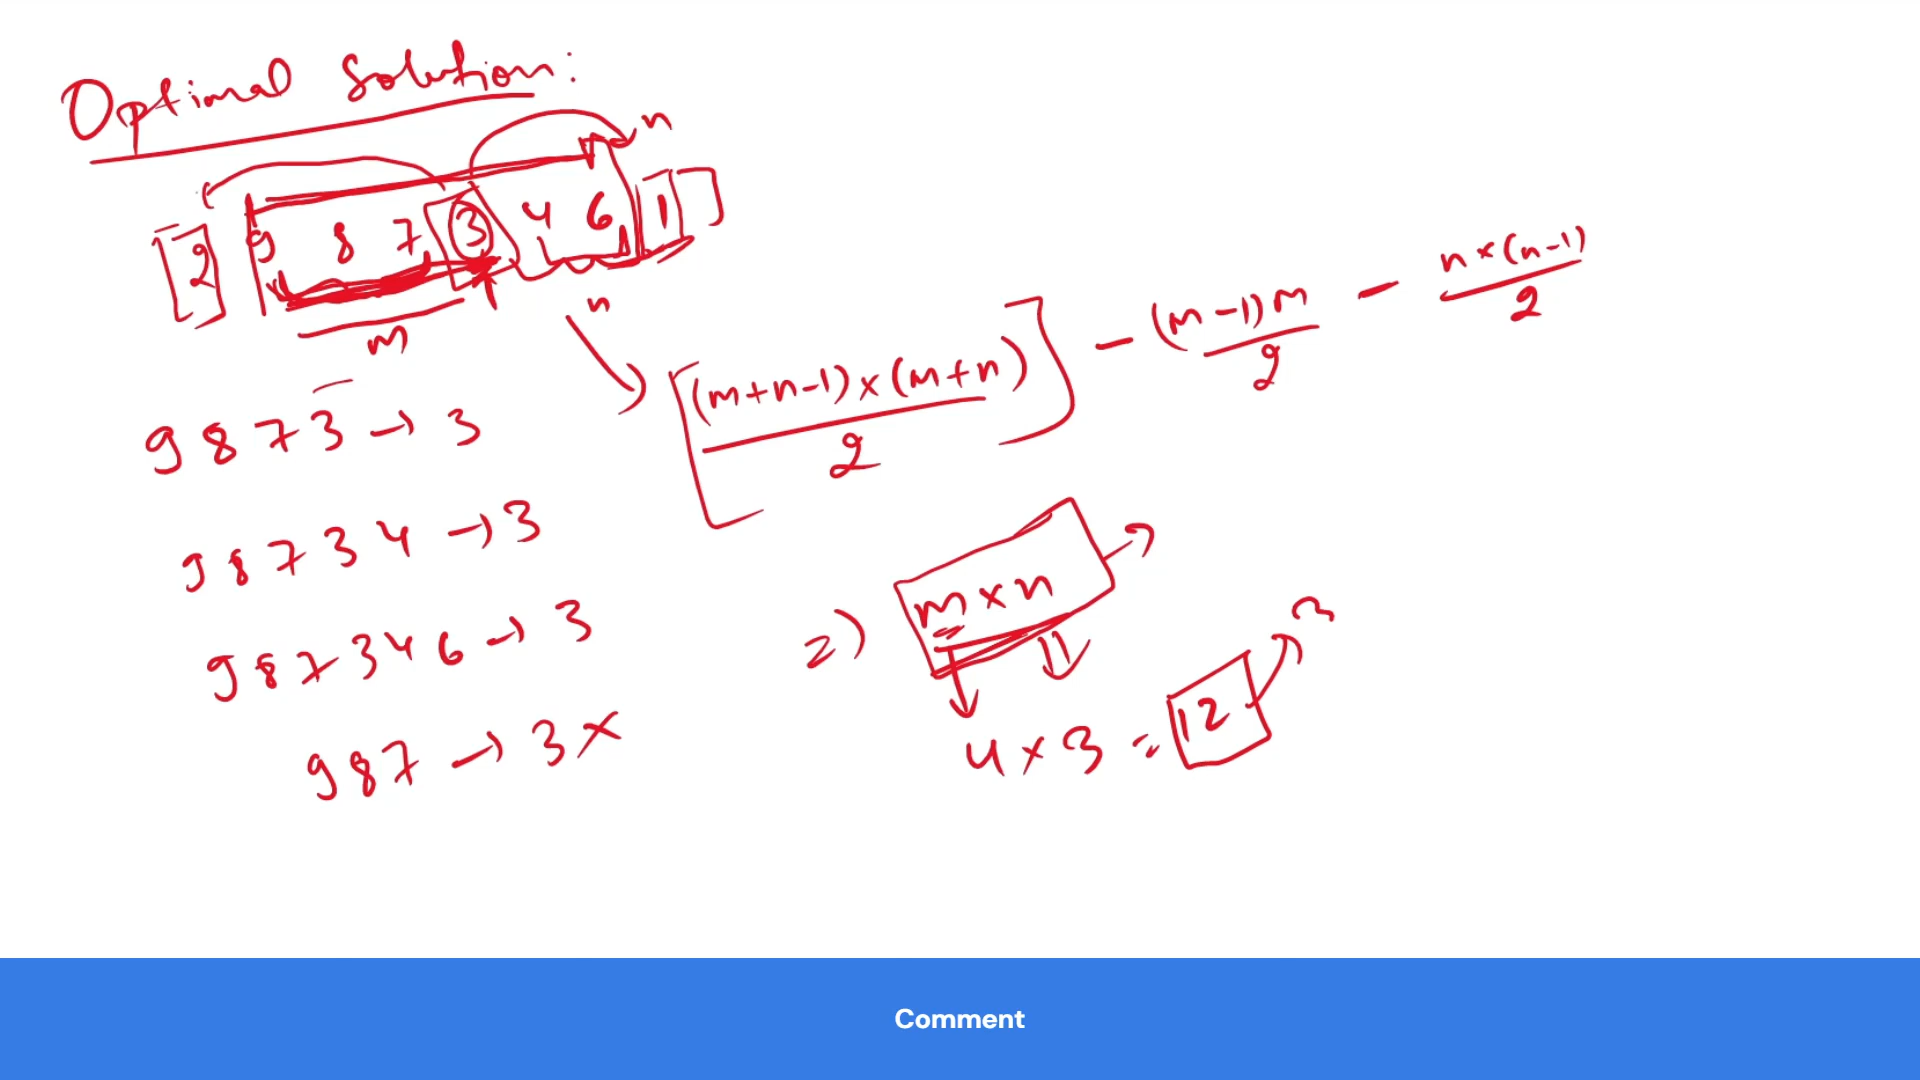 Optimal Solution:
n
[2 9 8 7 3 4 6 1]
m
n
[(m+n-1)×(m+n)/2] - (m-1)m/2 - n×(n-1)/2
9 8 7 3 → 3
9 8 7 3 4 → 3
9 8 7 3 4 6 → 3
9 8 7 → 3 ×
2) m×n
4 × 3 = 12 → 3
Comment